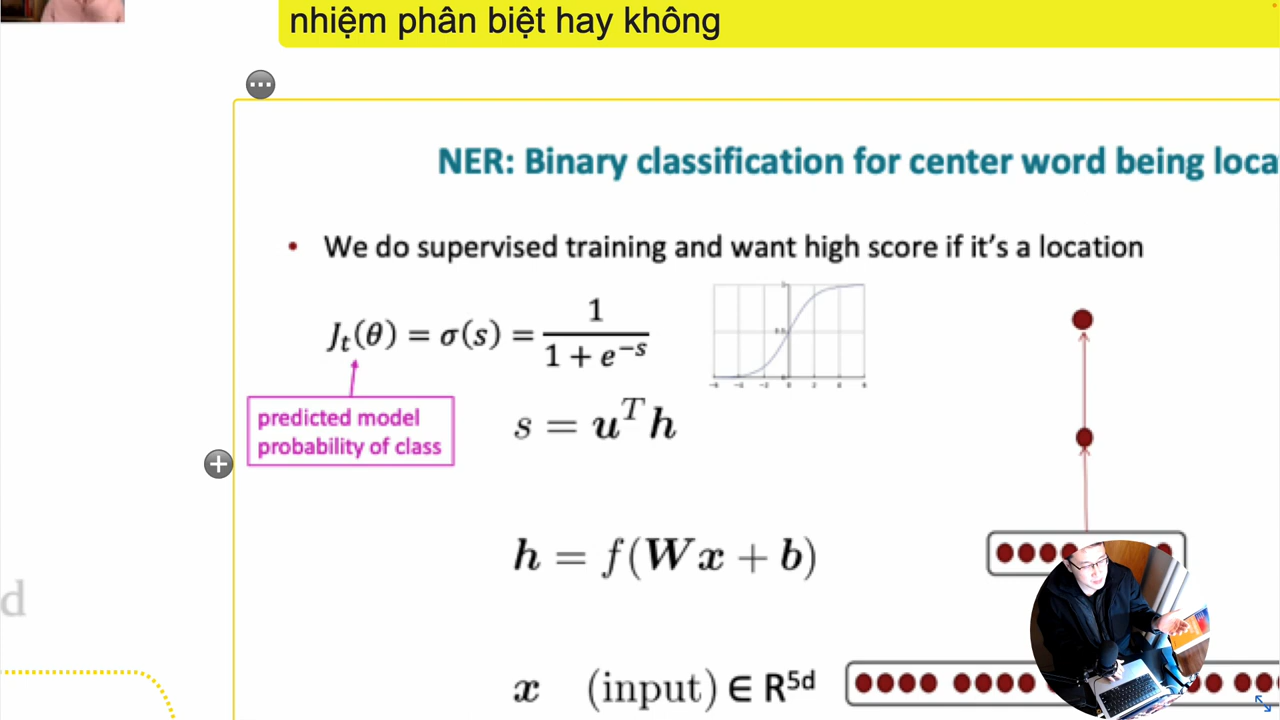 nhiệm phân biệt hay không
NER: Binary classification for center word being loca
• We do supervised training and want high score if it's a location
J_t(θ) = σ(s) = 1 / (1 + e^{-s})
predicted model
probability of class
s = u^T h
h = f(Wx + b)
x (input) ∈ R^{5d}
d